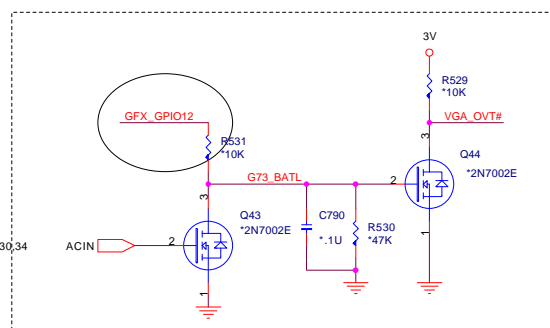 3V
R529
*10K
GFX_GPIO12
VGA_OVT#
R531
*10K
3
Q44
*2N7002E
G73_BATL
2
3
Q43
*2N7002E
C790
*.1U
R530
*47K
1
30,34
ACIN
2
1